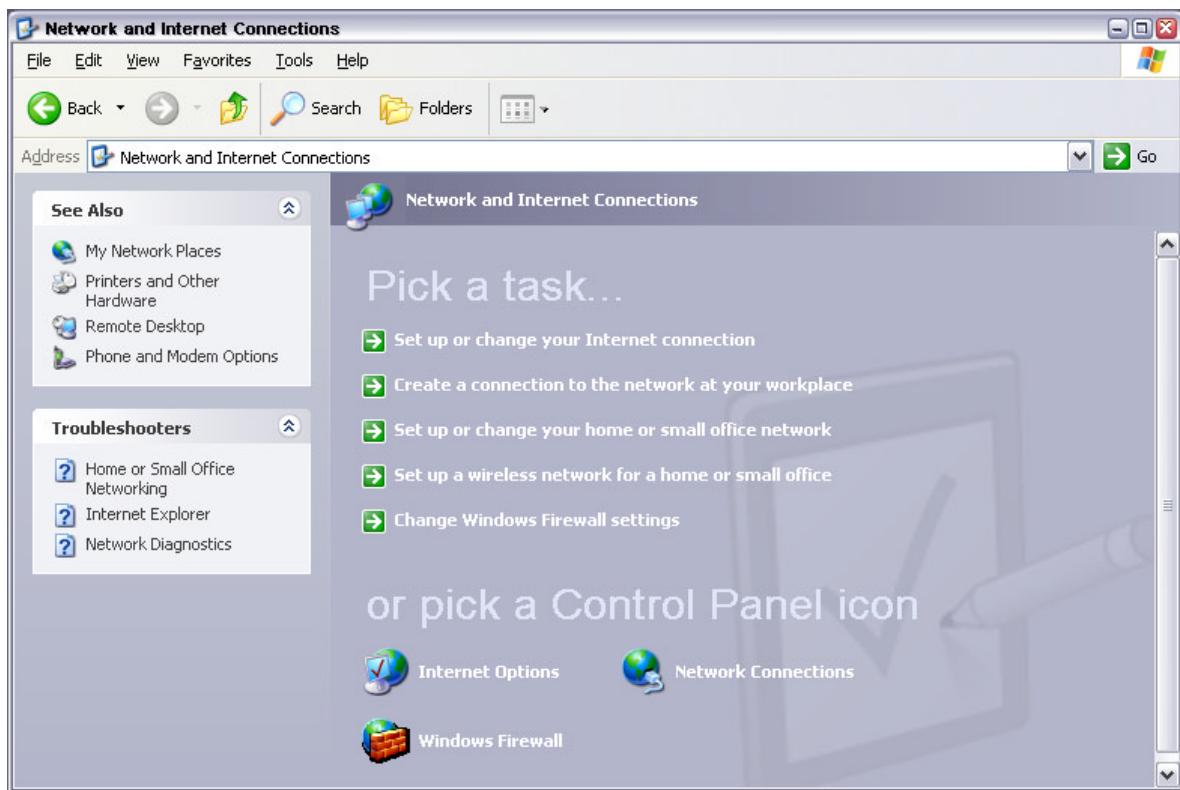 Network and Internet Connections
File Edit View Favorites Tools Help
Back Search Folders
Address Network and Internet Connections Go
See Also
My Network Places
Printers and Other
Hardware
Remote Desktop
Phone and Modem Options
Troubleshooters
Home or Small Office
Networking
Internet Explorer
Network Diagnostics
Network and Internet Connections
Pick a task...
Set up or change your Internet connection
Create a connection to the network at your workplace
Set up or change your home or small office network
Set up a wireless network for a home or small office
Change Windows Firewall settings
or pick a Control Panel icon
Internet Options Network Connections
Windows Firewall